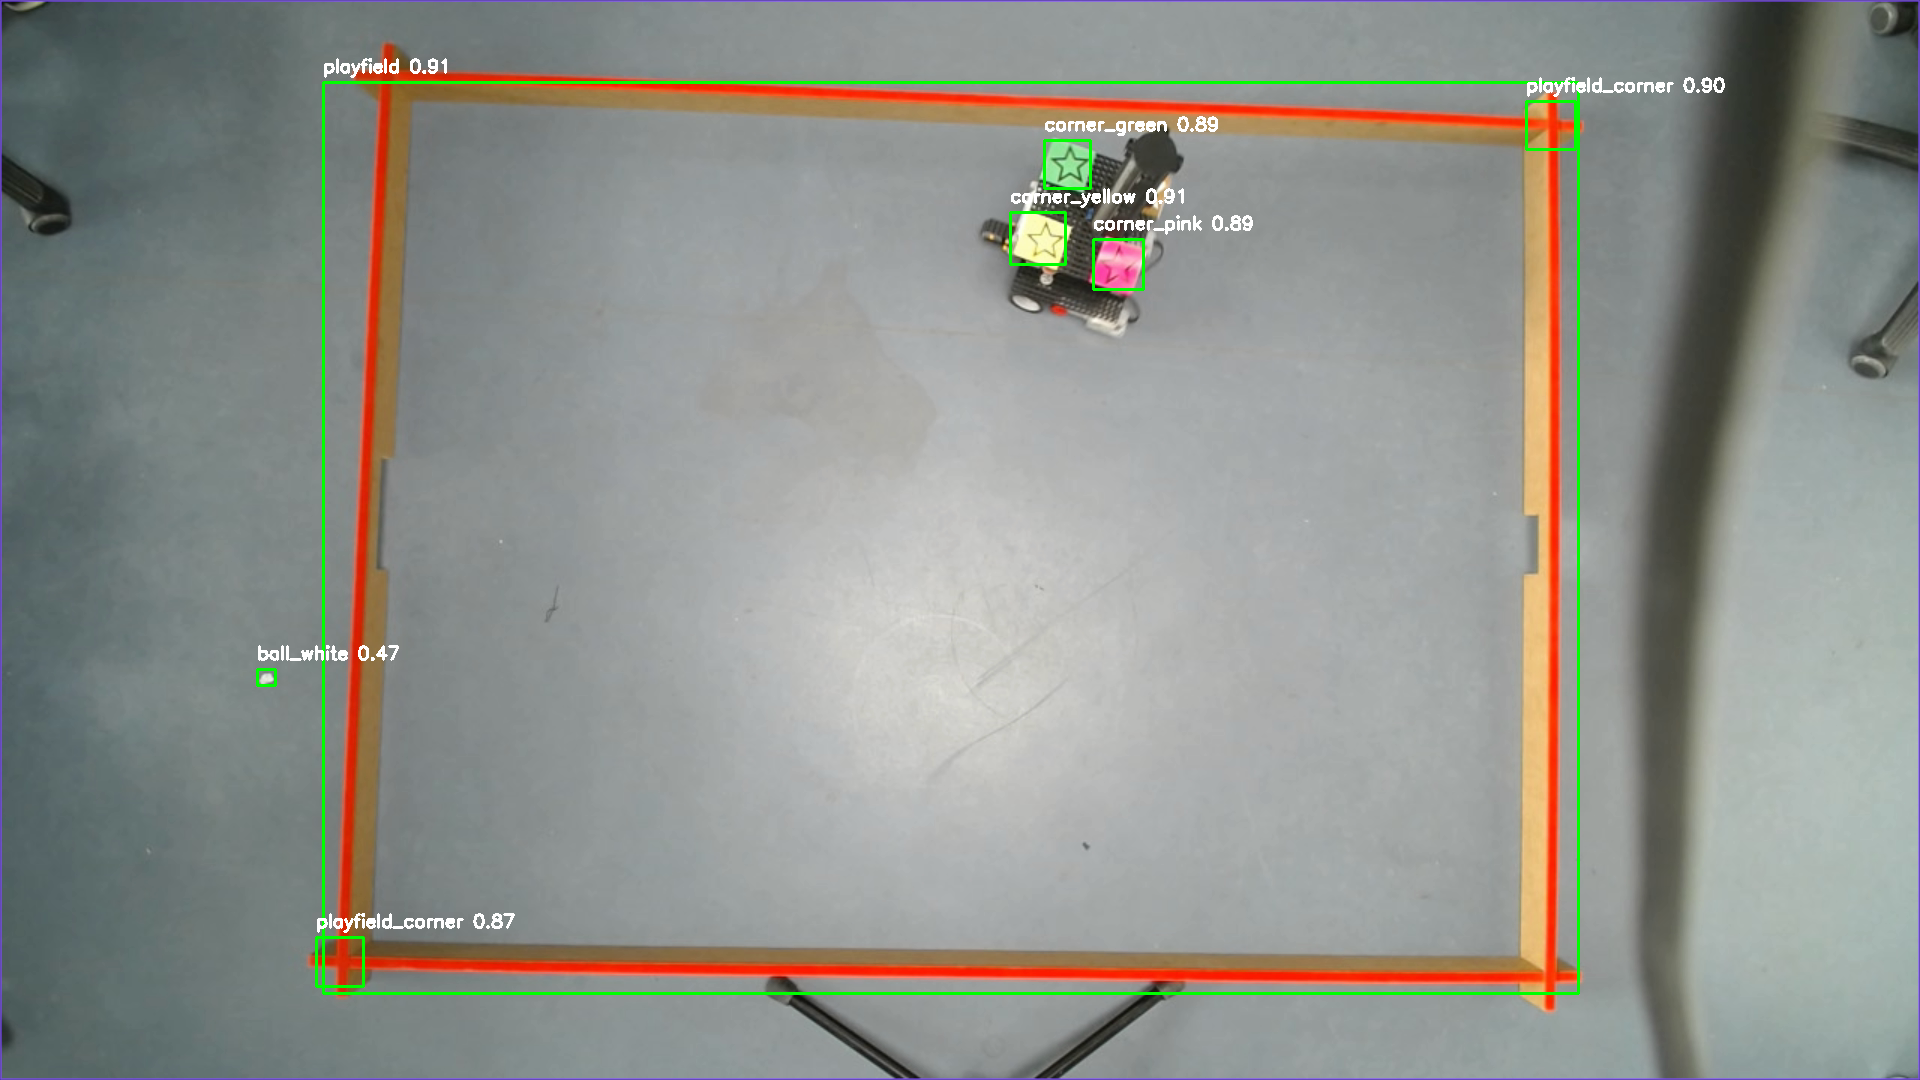 playfield 0.91
playfield_corner 0.90
corner_green 0.89
corner_yellow 0.91
corner_pink 0.89
ball_white 0.47
playfield_corner 0.87